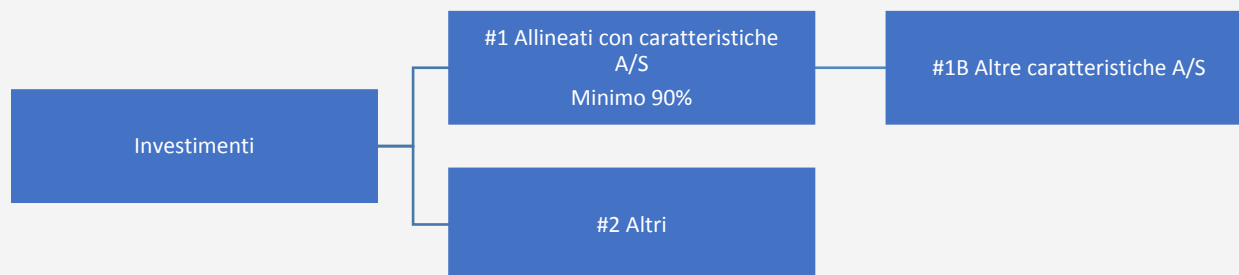 #1 Allineati con caratteristiche
A/S
Minimo 90%
#1B Altre caratteristiche A/S
Investimenti
#2 Altri